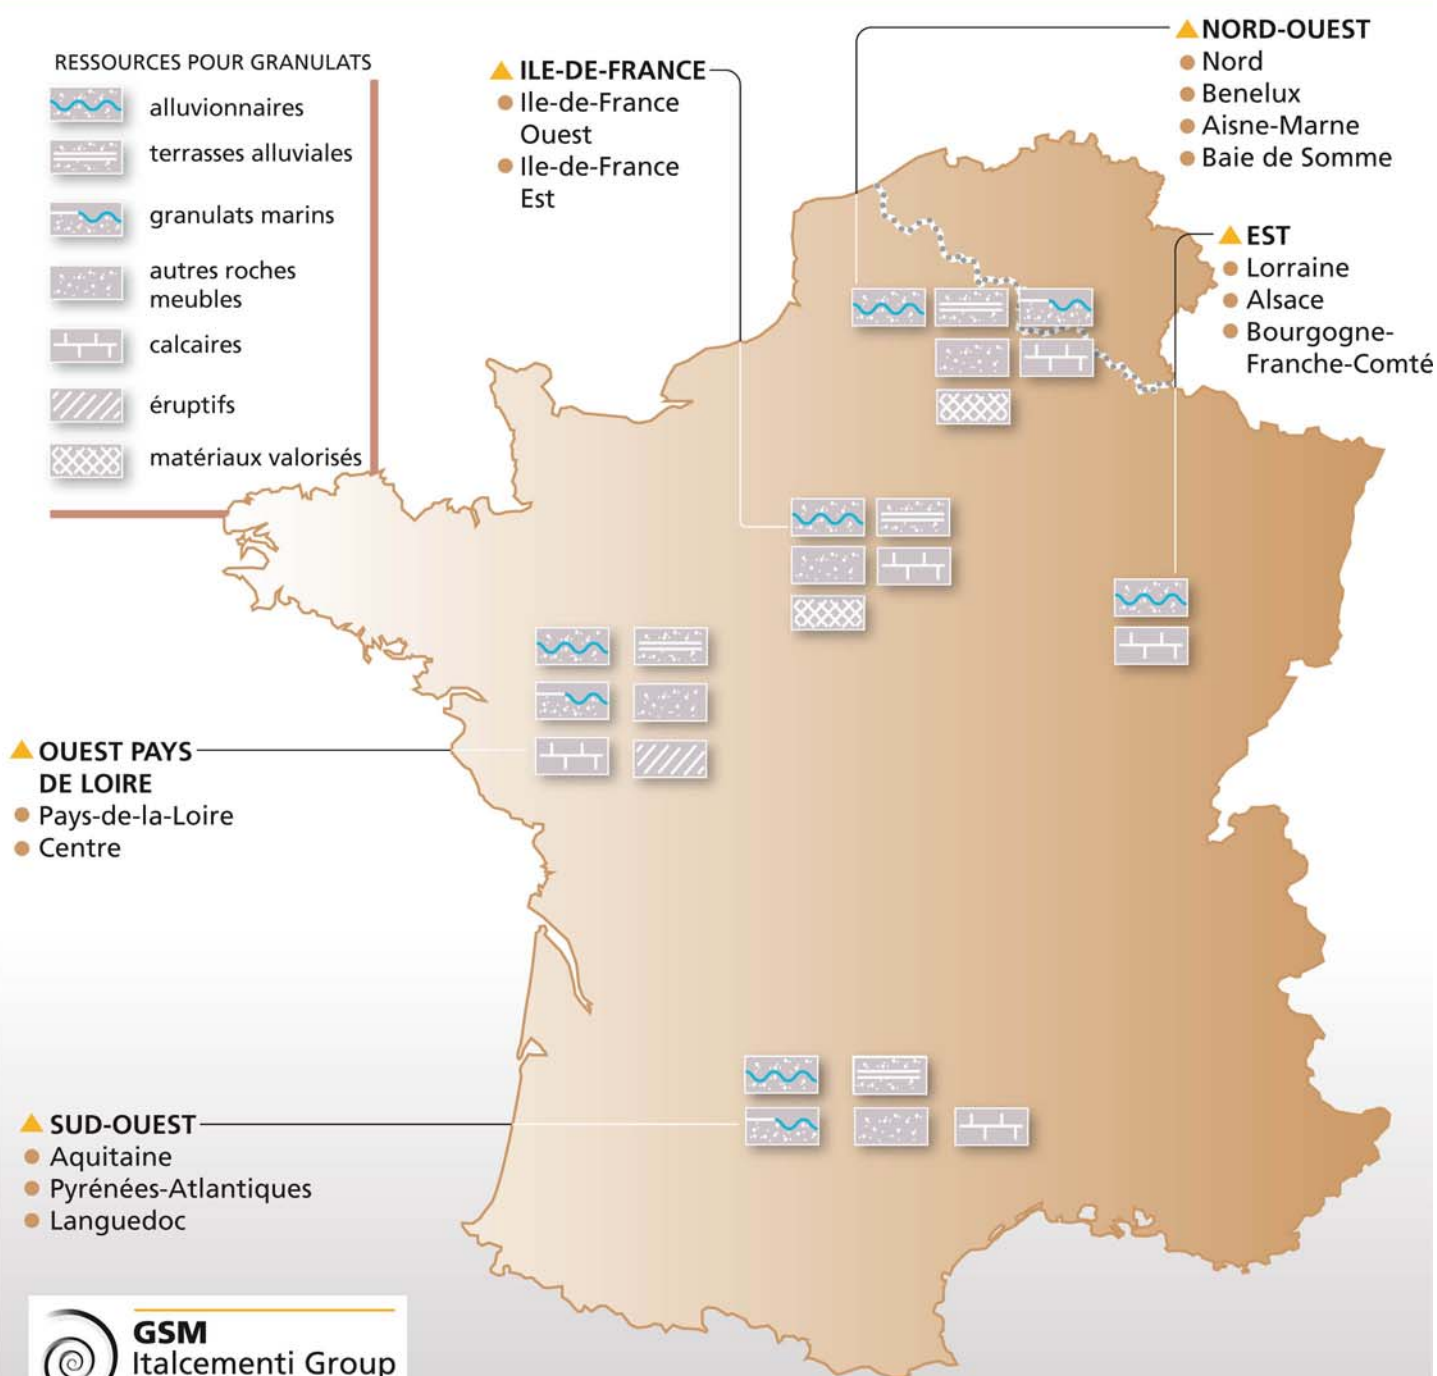 RESSOURCES POUR GRANULATS
alluvionnaires
terrasses alluviales
granulats marins
autres roches
meubles
calcaires
éruptifs
matériaux valorisés
ILE-DE-FRANCE
Ile-de-France
Ouest
Ile-de-France
Est
NORD-OUEST
Nord
Benelux
Aisne-Marne
Baie de Somme
EST
Lorraine
Alsace
Bourgogne-
Franche-Comté
OUEST PAYS
DE LOIRE
Pays-de-la-Loire
Centre
SUD-OUEST
Aquitaine
Pyrénées-Atlantiques
Languedoc
GSM
Italcementi Group